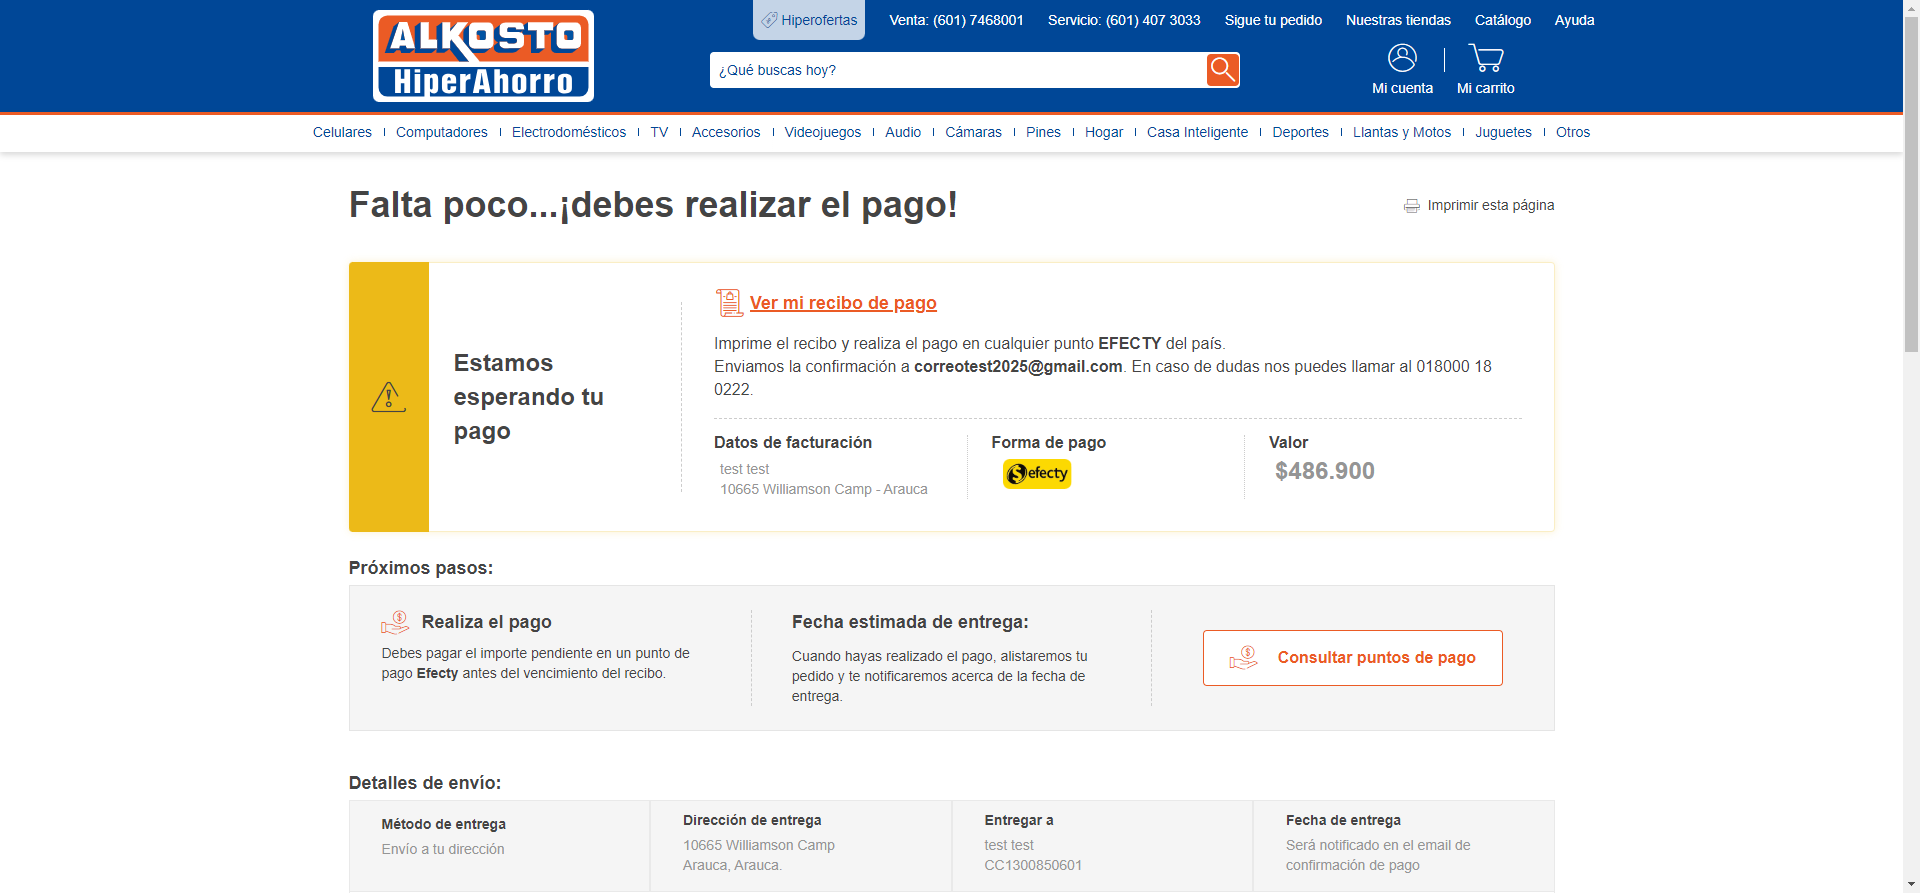 Hiperofertas
Venta: (601) 7468001
Servicio: (601) 407 3033
Sigue tu pedido
Nuestras tiendas
Catálogo
Ayuda
ALKOSTO
HiperAhorro
¿Qué buscas hoy?
Mi cuenta
Mi carrito
Celulares
Computadores
Electrodomésticos
TV
Accesorios
Videojuegos
Audio
Cámaras
Pines
Hogar
Casa Inteligente
Deportes
Llantas y Motos
Juguetes
Otros
Falta poco...¡debes realizar el pago!
Imprimir esta página
Estamos
esperando tu
pago
Ver mi recibo de pago
Imprime el recibo y realiza el pago en cualquier punto EFECTY del país.
Enviamos la confirmación a correotest2025@gmail.com. En caso de dudas nos puedes llamar al 018000 18
0222.
Datos de facturación
test test
10665 Williamson Camp - Arauca
Forma de pago
efecty
Valor
$486.900
Próximos pasos:
Realiza el pago
Debes pagar el importe pendiente en un punto de
pago Efecty antes del vencimiento del recibo.
Fecha estimada de entrega:
Cuando hayas realizado el pago, alistaremos tu
pedido y te notificaremos acerca de la fecha de
entrega.
Consultar puntos de pago
Detalles de envío:
Método de entrega
Envío a tu dirección
Dirección de entrega
10665 Williamson Camp
Arauca, Arauca.
Entregar a
test test
CC1300850601
Fecha de entrega
Será notificado en el email de
confirmación de pago